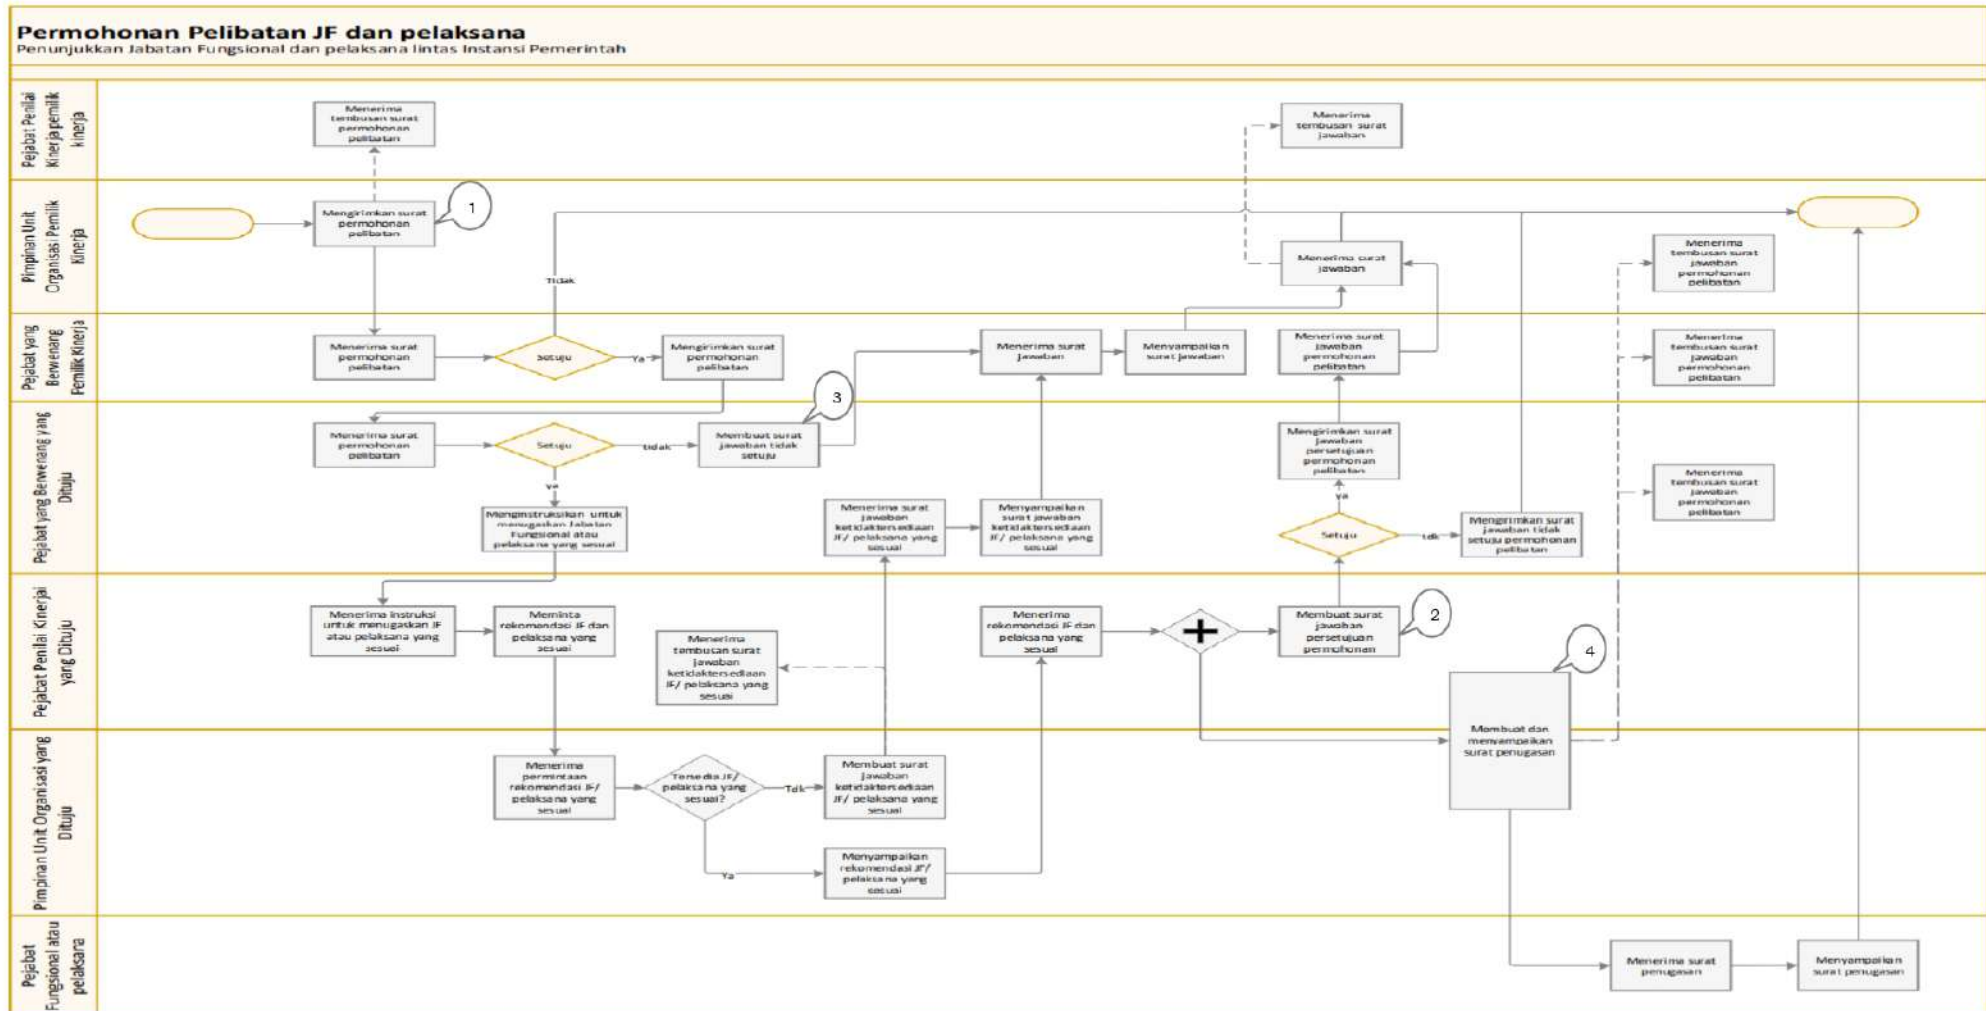 Permohonan Pelibatan JF dan pelaksana
Penunjukkan Jabatan Fungsional dan pelaksana lintas Instansi Pemerintah
Pejabat Penilai
Kinerja pemilik
kinerja
Menerima
tembusan surat
permohonan
pelibatan
Menerima
tembusan surat
jawaban
Pimpinan Unit
Organisasi Pemilik
Kinerja
Mengirimkan surat
permohonan
pelibatan
1
Tidak
Menerima surat
jawaban
Menerima
tembusan surat
jawaban
permohonan
pelibatan
Pejabat yang
Berwenang
Pemilik Kinerja
Menerima surat
permohonan
pelibatan
Setuju
Ya
Mengirimkan surat
permohonan
pelibatan
Menerima surat
jawaban
Menyampaikan
surat jawaban
Menerima surat
jawaban
permohonan
pelibatan
Menerima
tembusan surat
jawaban
permohonan
pelibatan
Pejabat yang Berwenang yang
Dituju
Menerima surat
permohonan
pelibatan
Setuju
tidak
Membuat surat
jawaban tidak
setuju
3
ya
Menginstruksikan untuk
menugaskan Jabatan
Fungsional atau
pelaksana yang sesuai
Menerima surat
jawaban
ketidaktersediaan
JF/ pelaksana yang
sesuai
Menyampaikan
surat jawaban
ketidaktersediaan
JF/ pelaksana yang
sesuai
Mengirimkan surat
jawaban
persetujuan
permohonan
pelibatan
ya
Setuju
tdk
Mengirimkan surat
jawaban tidak
setuju permohonan
pelibatan
Menerima
tembusan surat
jawaban
permohonan
pelibatan
Pejabat Penilai Kinerjai
yang Dituju
Menerima instruksi
untuk menugaskan JF
atau pelaksana yang
sesuai
Meminta
rekomendasi JF dan
pelaksana yang
sesuai
Menerima
tembusan surat
jawaban
ketidaktersediaan
JF/ pelaksana yang
sesuai
Menerima
rekomendasi JF dan
pelaksana yang
sesuai
Membuat surat
jawaban
persetujuan
permohonan
2
4
Membuat dan
menyampaikan
surat penugasan
Pimpinan Unit Organisasi yang
Dituju
Menerima
permintaan
rekomendasi JF/
pelaksana yang
sesuai
Tersedia JF/
pelaksana yang
sesuai?
Tdk
Membuat surat
jawaban
ketidaktersediaan
JF/ pelaksana yang
sesuai
Ya
Menyampaikan
rekomendasi JF/
pelaksana yang
sesuai
Pejabat
Fungsional atau
pelaksana
Menerima surat
penugasan
Menyampaikan
surat penugasan